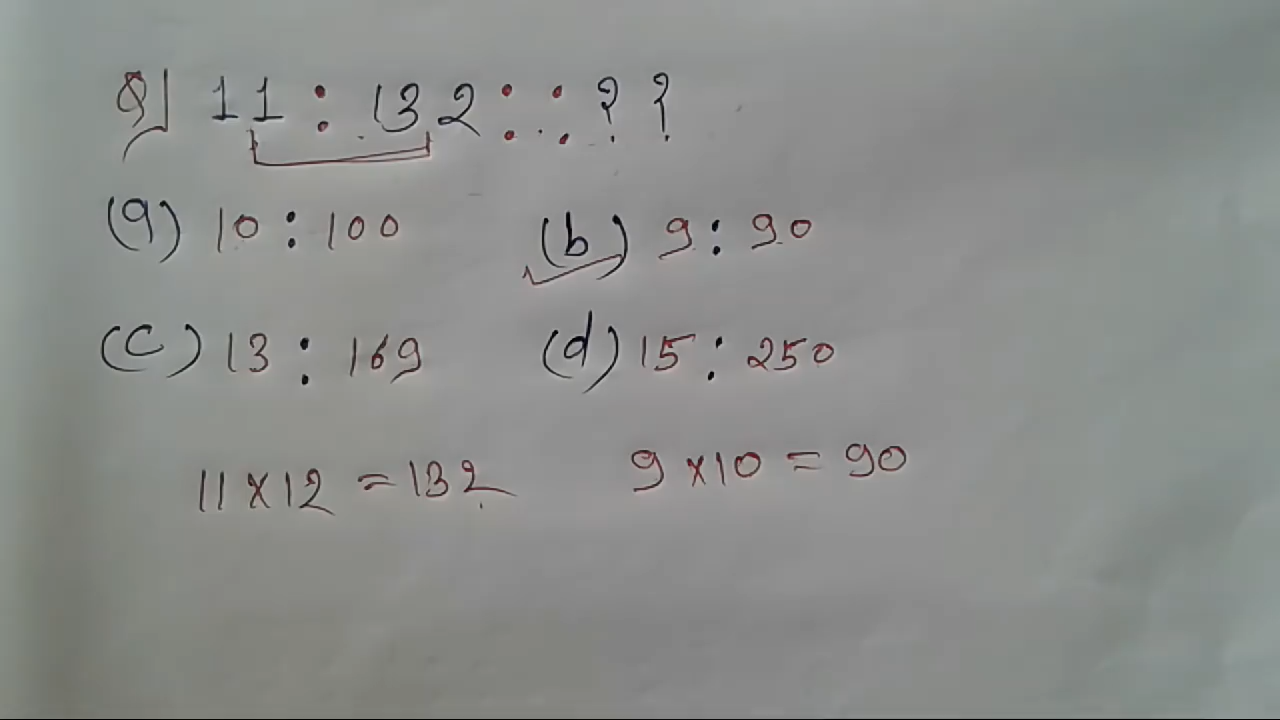 Q) 11 : 132 : : ? ?
(a) 10 : 100 (b) 9 : 90
(c) 13 : 169 (d) 15 : 250
11 × 12 = 132 9 × 10 = 90